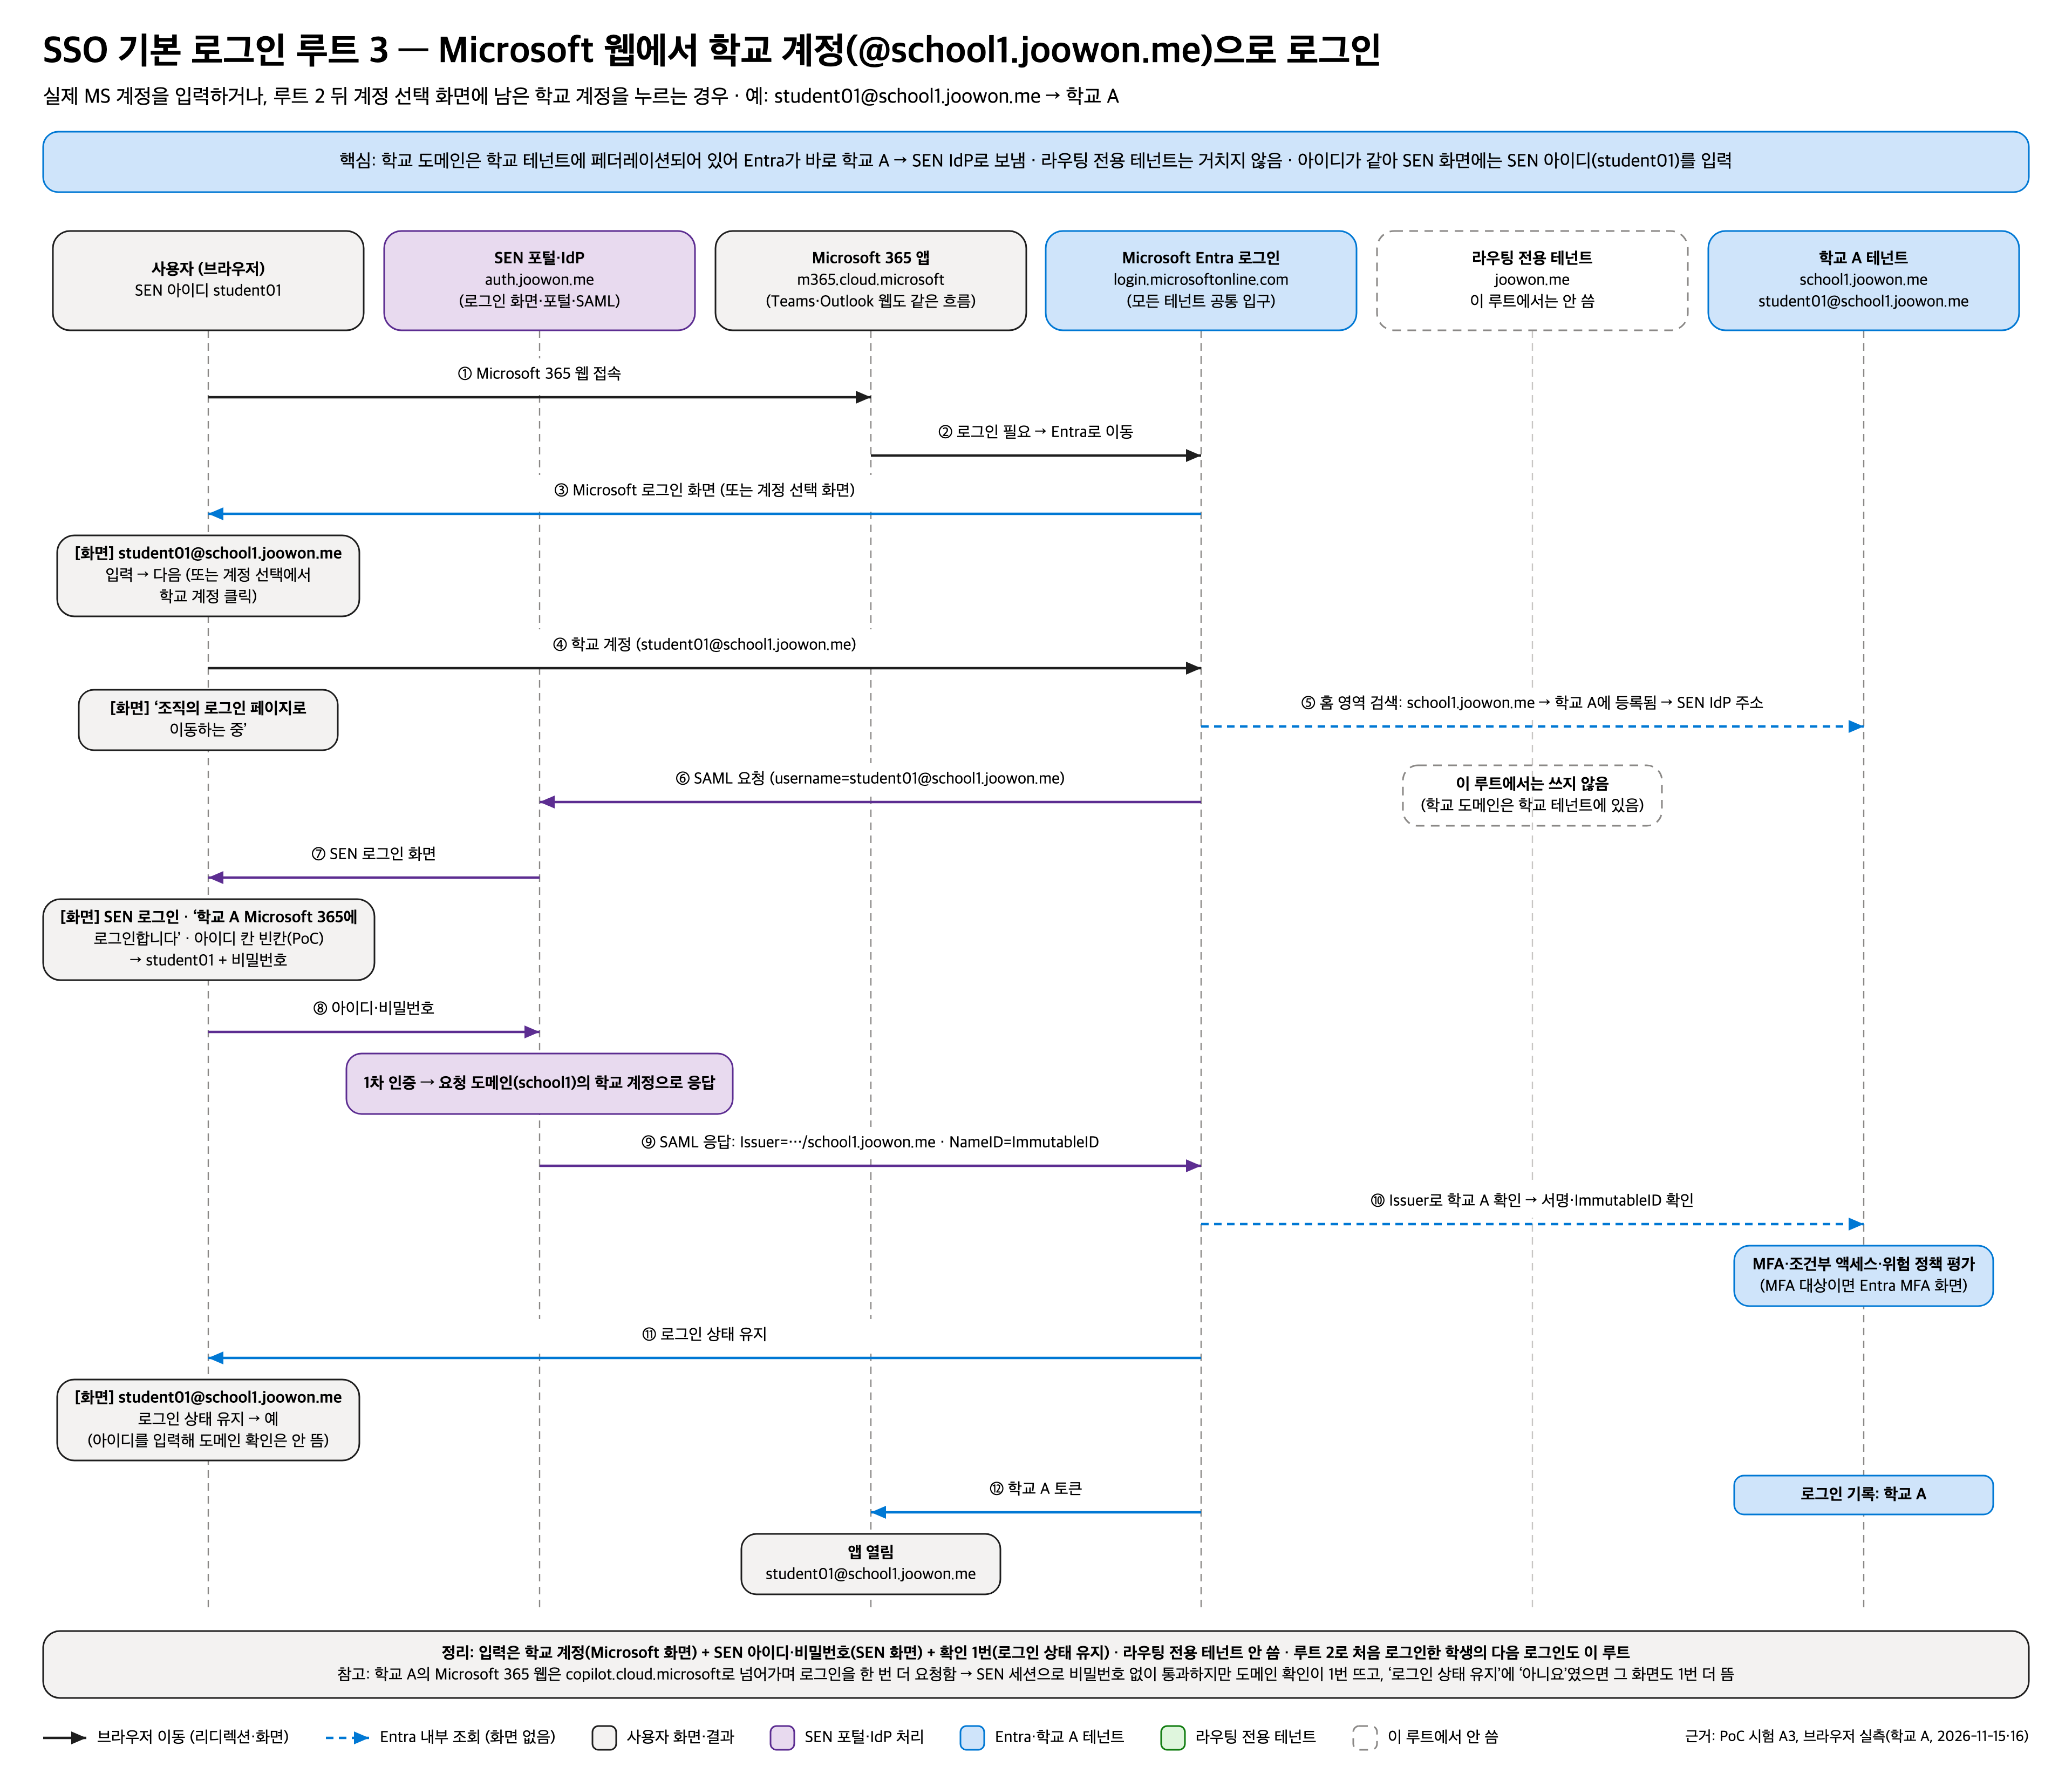 SSO 기본 로그인 루트 3 — Microsoft 웹에서 학교 계정(@school1.joowon.me)으로 로그인
실제 MS 계정을 입력하거나, 루트 2 뒤 계정 선택 화면에 남은 학교 계정을 누르는 경우 · 예: student01@school1.joowon.me → 학교 A
핵심: 학교 도메인은 학교 테넌트에 페더레이션되어 있어 Entra가 바로 학교 A → SEN IdP로 보냄 · 라우팅 전용 테넌트는 거치지 않음 · 아이디가 같아 SEN 화면에는 SEN 아이디(student01)를 입력
사용자 (브라우저)
SEN 아이디 student01
SEN 포털·IdP
auth.joowon.me
(로그인 화면·포털·SAML)
Microsoft 365 앱
m365.cloud.microsoft
(Teams·Outlook 웹도 같은 흐름)
Microsoft Entra 로그인
login.microsoftonline.com
(모든 테넌트 공통 입구)
라우팅 전용 테넌트
joowon.me
이 루트에서는 안 씀
학교 A 테넌트
school1.joowon.me
student01@school1.joowon.me
① Microsoft 365 웹 접속
② 로그인 필요 → Entra로 이동
③ Microsoft 로그인 화면 (또는 계정 선택 화면)
[화면] student01@school1.joowon.me
입력 → 다음 (또는 계정 선택에서
학교 계정 클릭)
④ 학교 계정 (student01@school1.joowon.me)
[화면] ‘조직의 로그인 페이지로
이동하는 중’
⑤ 홈 영역 검색: school1.joowon.me → 학교 A에 등록됨 → SEN IdP 주소
⑥ SAML 요청 (username=student01@school1.joowon.me)
이 루트에서는 쓰지 않음
(학교 도메인은 학교 테넌트에 있음)
⑦ SEN 로그인 화면
[화면] SEN 로그인 · ‘학교 A Microsoft 365에
로그인합니다’ · 아이디 칸 빈칸(PoC)
→ student01 + 비밀번호
⑧ 아이디·비밀번호
1차 인증 → 요청 도메인(school1)의 학교 계정으로 응답
⑨ SAML 응답: Issuer=…/school1.joowon.me · NameID=ImmutableID
⑩ Issuer로 학교 A 확인 → 서명·ImmutableID 확인
MFA·조건부 액세스·위험 정책 평가
(MFA 대상이면 Entra MFA 화면)
⑪ 로그인 상태 유지
[화면] student01@school1.joowon.me
로그인 상태 유지 → 예
(아이디를 입력해 도메인 확인은 안 뜸)
⑫ 학교 A 토큰
로그인 기록: 학교 A
앱 열림
student01@school1.joowon.me
정리: 입력은 학교 계정(Microsoft 화면) + SEN 아이디·비밀번호(SEN 화면) + 확인 1번(로그인 상태 유지) · 라우팅 전용 테넌트 안 씀 · 루트 2로 처음 로그인한 학생의 다음 로그인도 이 루트
참고: 학교 A의 Microsoft 365 웹은 copilot.cloud.microsoft로 넘어가며 로그인을 한 번 더 요청함 → SEN 세션으로 비밀번호 없이 통과하지만 도메인 확인이 1번 뜨고, ‘로그인 상태 유지’에 ‘아니요’였으면 그 화면도 1번 더 뜸
브라우저 이동 (리디렉션·화면)
Entra 내부 조회 (화면 없음)
사용자 화면·결과
SEN 포털·IdP 처리
Entra·학교 A 테넌트
라우팅 전용 테넌트
이 루트에서 안 씀
근거: PoC 시험 A3, 브라우저 실측(학교 A, 2026-11-15·16)